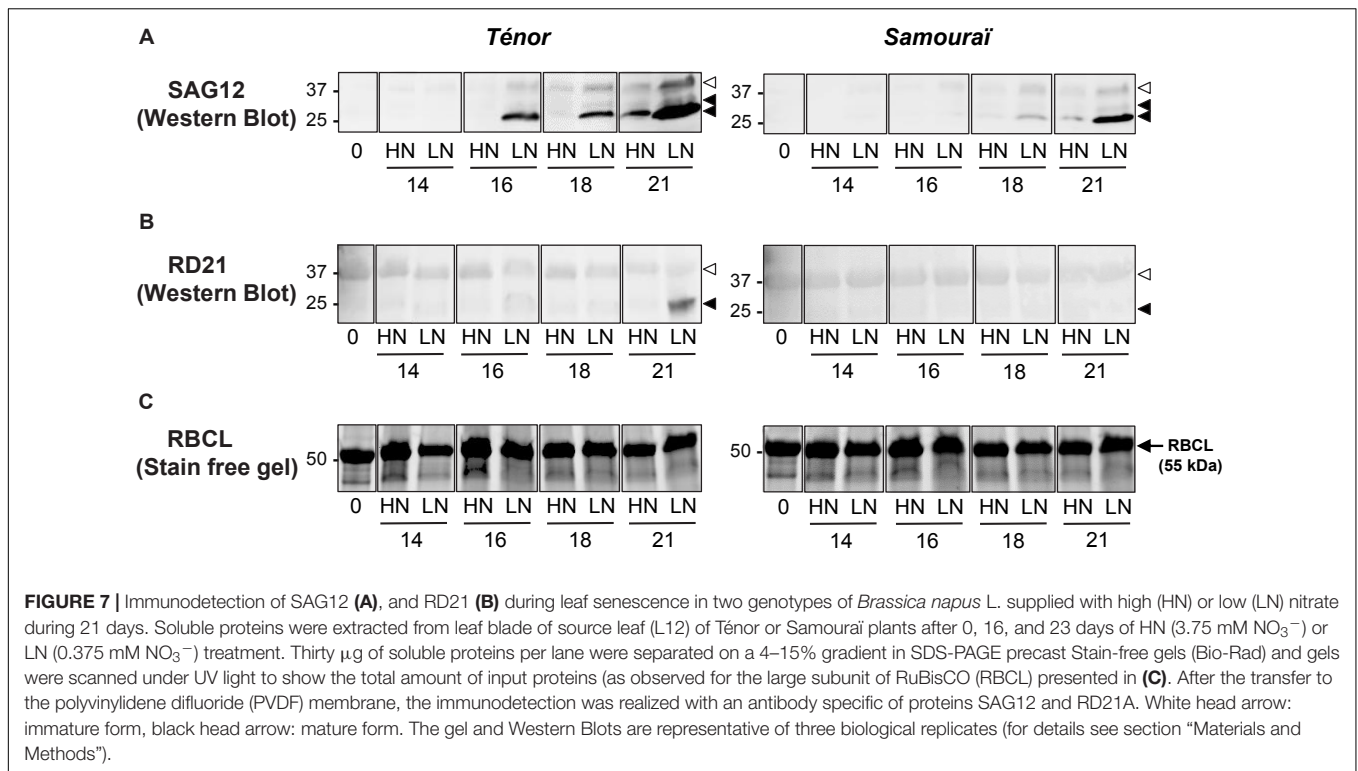 Ténor Samouraï
A
SAG12
(Western Blot)
37
25
37
25
0 HN LN HN LN HN LN HN LN 0 HN LN HN LN HN LN HN LN
14 16 18 21 14 16 18 21
B
RD21
(Western Blot)
37
25
37
25
0 HN LN HN LN HN LN HN LN 0 HN LN HN LN HN LN HN LN
14 16 18 21 14 16 18 21
C
RBCL
(Stain free gel)
50 50 RBCL
(55 kDa)
0 HN LN HN LN HN LN HN LN 0 HN LN HN LN HN LN HN LN
14 16 18 21 14 16 18 21
FIGURE 7 | Immunodetection of SAG12 (A), and RD21 (B) during leaf senescence in two genotypes of Brassica napus L. supplied with high (HN) or low (LN) nitrate
during 21 days. Soluble proteins were extracted from leaf blade of source leaf (L12) of Ténor or Samouraï plants after 0, 16, and 23 days of HN (3.75 mM NO₃⁻) or
LN (0.375 mM NO₃⁻) treatment. Thirty μg of soluble proteins per lane were separated on a 4–15% gradient in SDS-PAGE precast Stain-free gels (Bio-Rad) and gels
were scanned under UV light to show the total amount of input proteins (as observed for the large subunit of RuBisCO (RBCL) presented in (C). After the transfer to
the polyvinylidene difluoride (PVDF) membrane, the immunodetection was realized with an antibody specific of proteins SAG12 and RD21A. White head arrow:
immature form, black head arrow: mature form. The gel and Western Blots are representative of three biological replicates (for details see section “Materials and
Methods”).